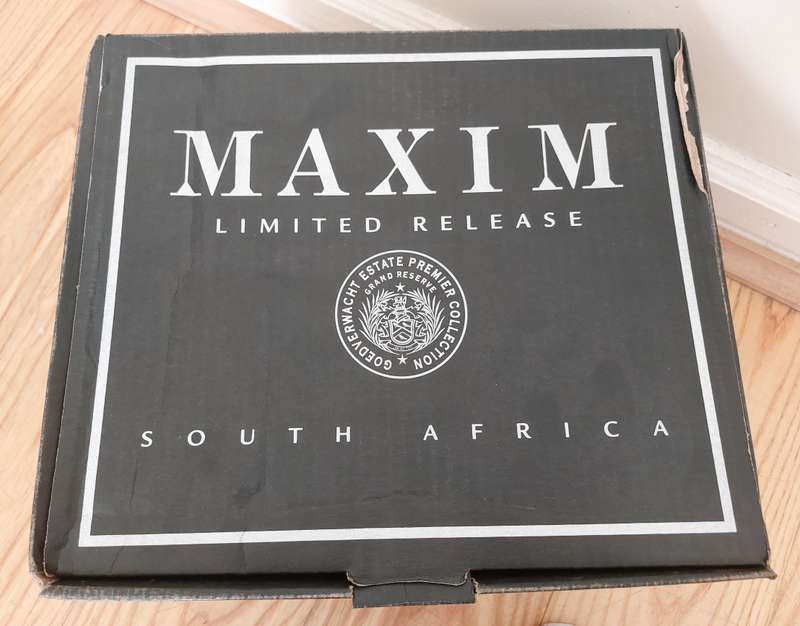 MAXIM
LIMITED RELEASE
GOEDVERWACHT ESTATE PREMIER COLLECTION
GRAND RESERVE
SOUTH AFRICA